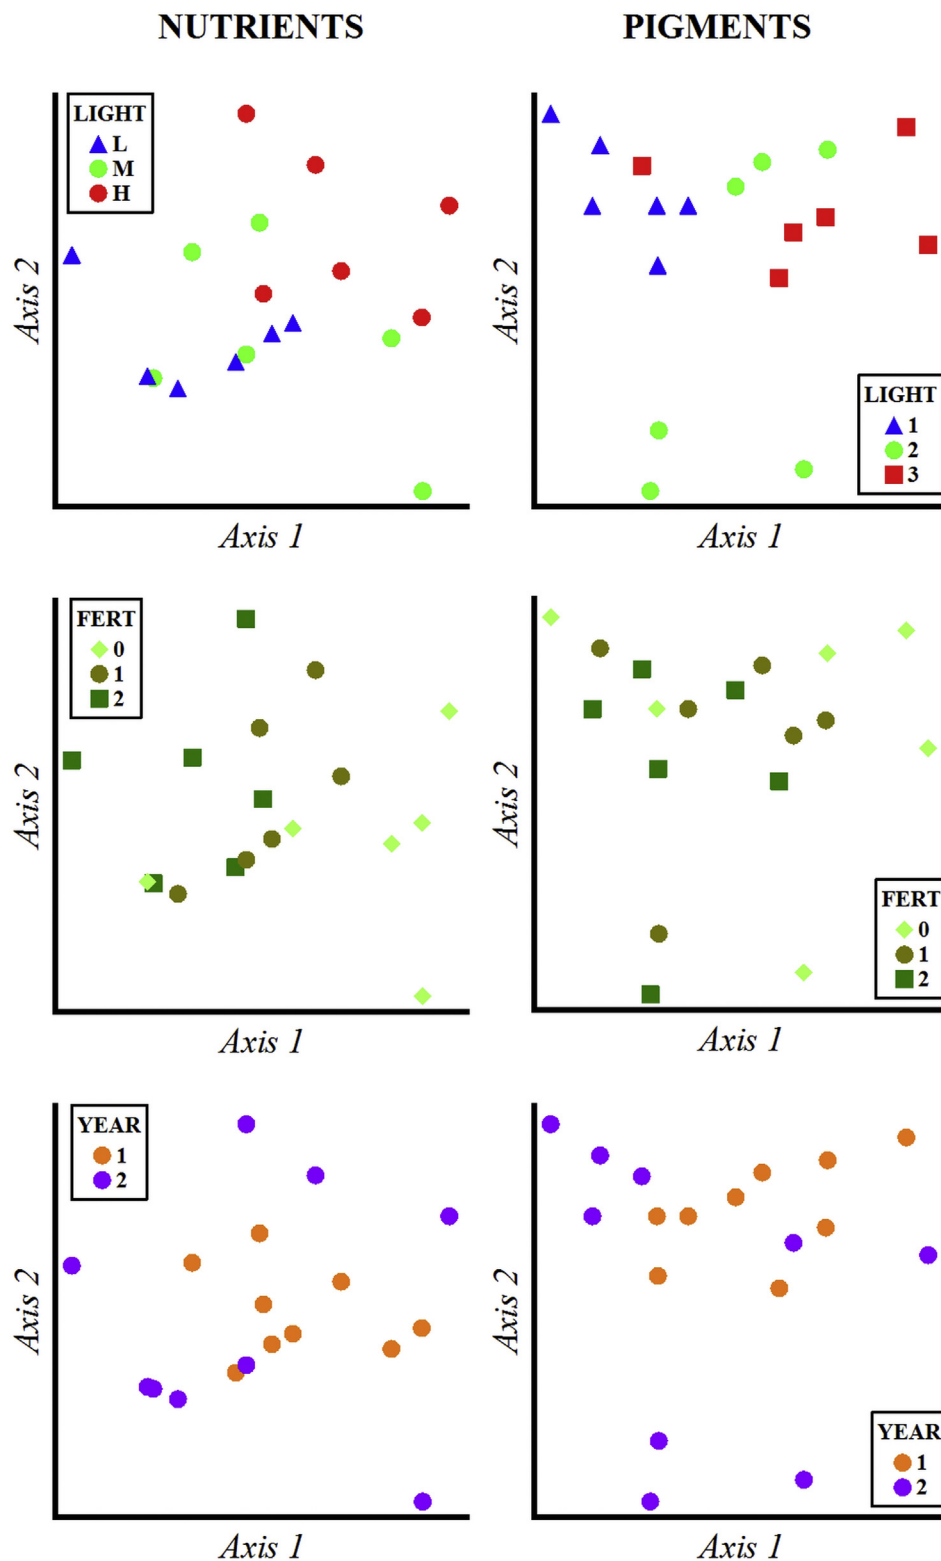 NUTRIENTS
PIGMENTS
LIGHT
L
M
H
Axis 2
Axis 1
Axis 2
LIGHT
1
2
3
Axis 1
FERT
0
1
2
Axis 2
Axis 1
Axis 2
FERT
0
1
2
Axis 1
YEAR
1
2
Axis 2
Axis 1
Axis 2
YEAR
1
2
Axis 1